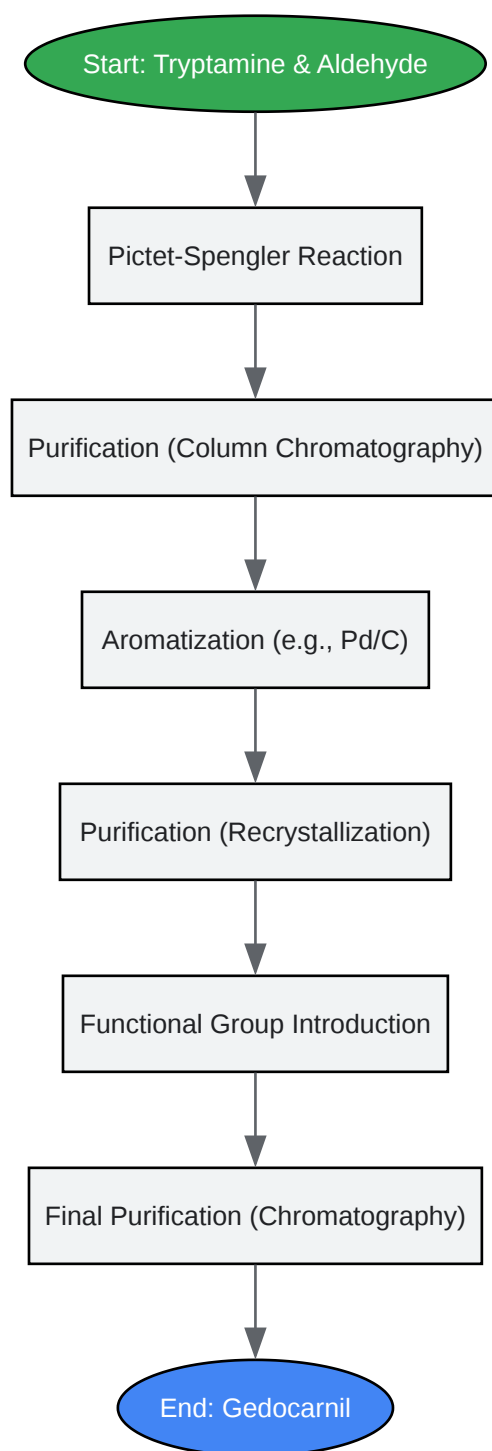 Start: Tryptamine & Aldehyde
Pictet-Spengler Reaction
Purification (Column Chromatography)
Aromatization (e.g., Pd/C)
Purification (Recrystallization)
Functional Group Introduction
Final Purification (Chromatography)
End: Gedocarnil